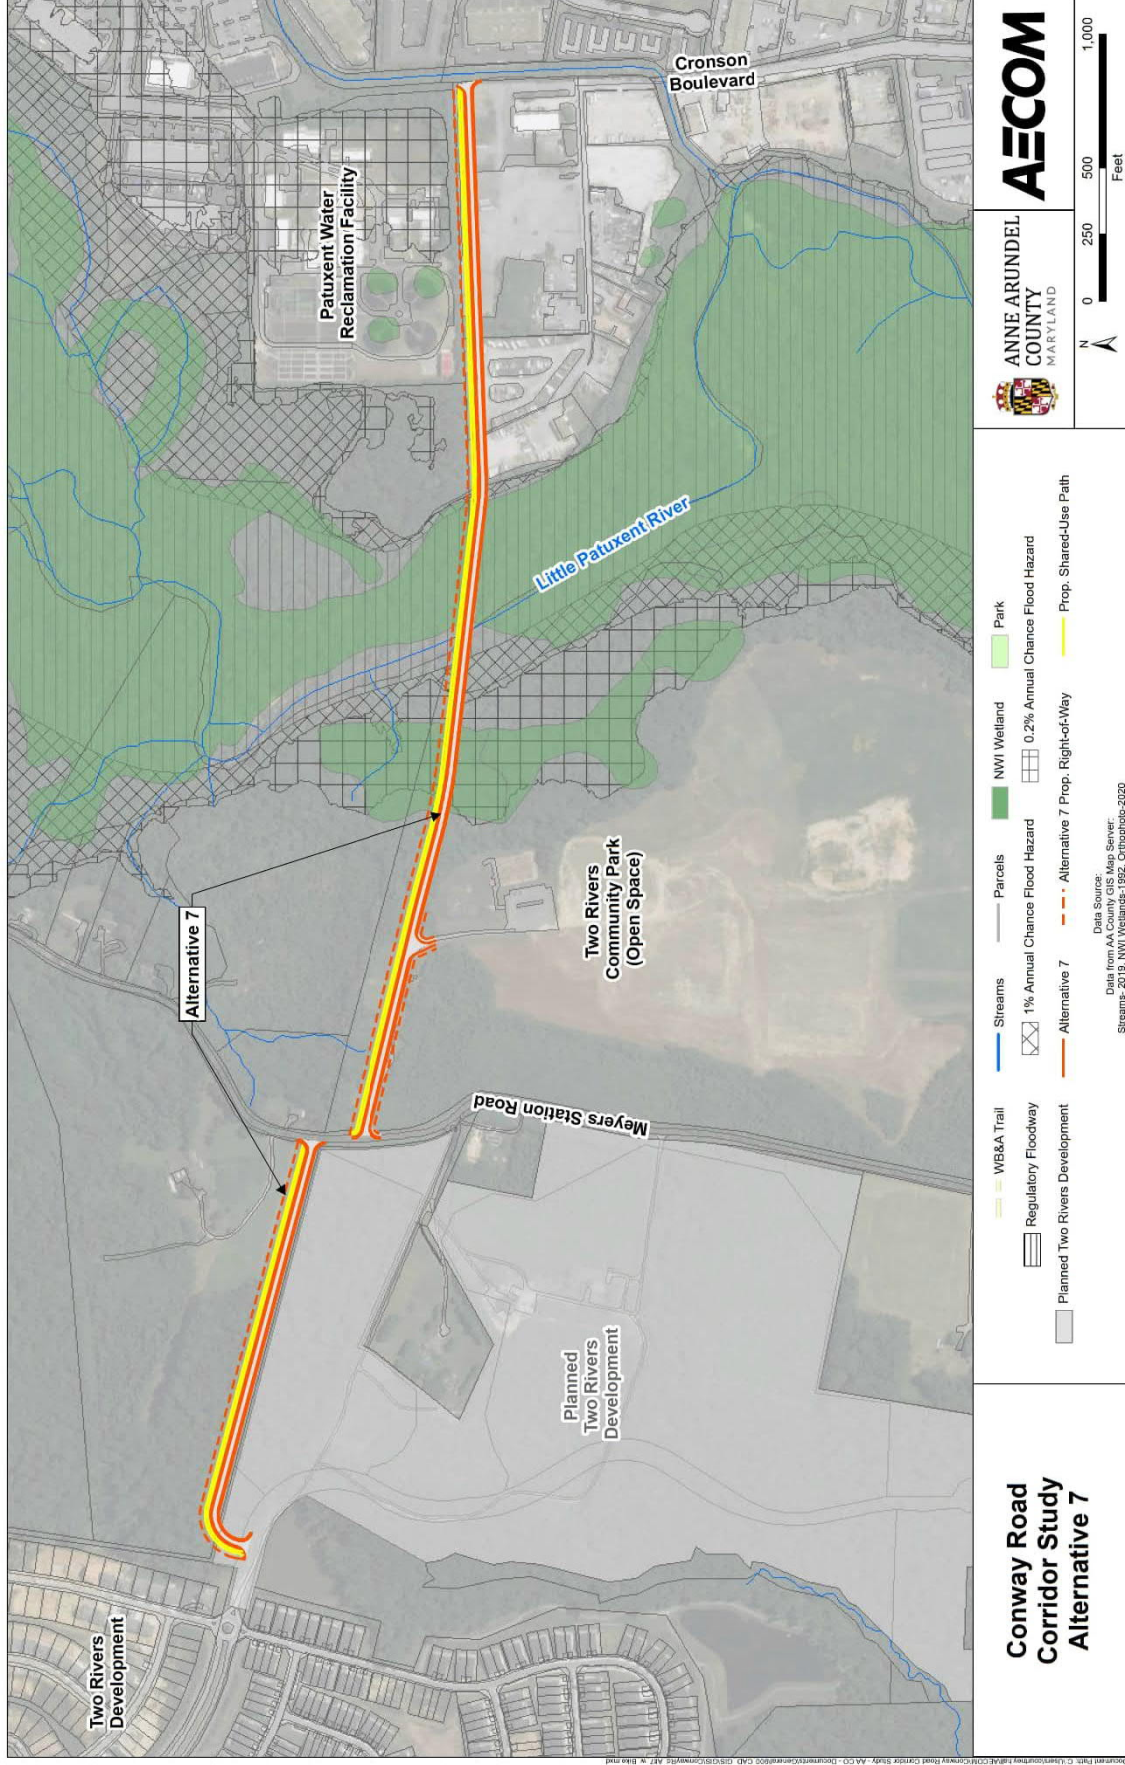 Two Rivers
Development
Alternative 7
Patuxent Water
Reclamation Facility
Cronson
Boulevard
Little Patuxent River
Meyers Station Road
Two Rivers
Community Park
(Open Space)
Planned
Two Rivers
Development
Conway Road
Corridor Study
Alternative 7
WB&A Trail
Streams
Parcels
NWI Wetland
Park
Regulatory Floodway
1% Annual Chance Flood Hazard
0.2% Annual Chance Flood Hazard
Planned Two Rivers Development
Alternative 7
Alternative 7 Prop. Right-of-Way
Prop. Shared-Use Path
Data Source:
Data from AA County GIS Map Server:
Streams- 2019, NWI Wetlands-1992, Orthophoto-2020
ANNE ARUNDEL
COUNTY
MARYLAND
AECOM
N
0 250 500 1,000
Feet